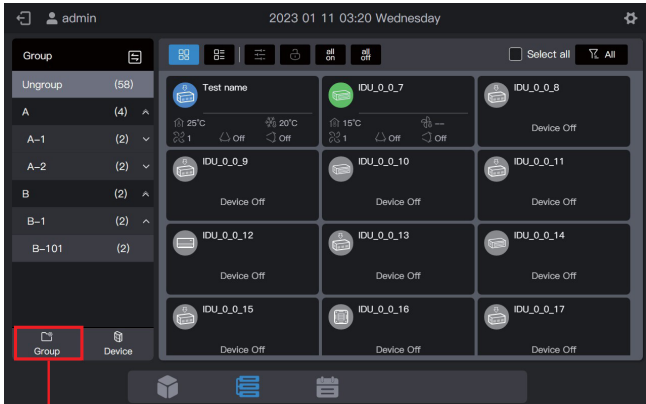 admin
2023 01 11 03:20 Wednesday
Group
all on
all off
Select all
All
Ungroup (58)
A (4)
A-1 (2)
A-2 (2)
B (2)
B-1 (2)
B-101 (2)
Group
Device
Test name
25°C
20°C
1
Off
Off
IDU_0_0_7
15°C
--
1
Off
Off
IDU_0_0_8
Device Off
IDU_0_0_9
Device Off
IDU_0_0_10
Device Off
IDU_0_0_11
Device Off
IDU_0_0_12
Device Off
IDU_0_0_13
Device Off
IDU_0_0_14
Device Off
IDU_0_0_15
Device Off
IDU_0_0_16
Device Off
IDU_0_0_17
Device Off